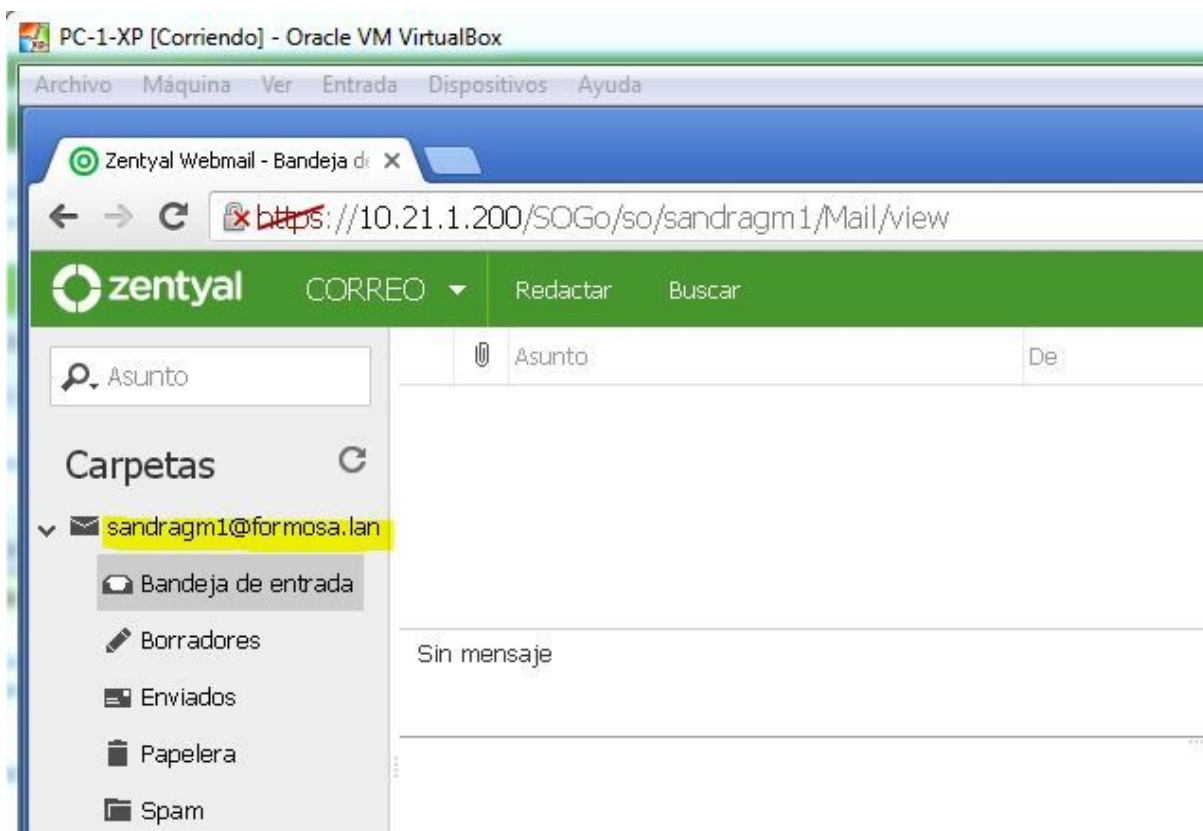 PC-1-XP [Corriendo] - Oracle VM VirtualBox
Archivo Máquina Ver Entrada Dispositivos Ayuda
Zentyal Webmail - Bandeja d
https://10.21.1.200/SOGo/so/sandragm1/Mail/view
zentyal CORREO Redactar Buscar
Asunto Asunto De
Carpetas
sandragm1@formosa.lan
Bandeja de entrada
Borradores
Sin mensaje
Enviados
Papelera
Spam